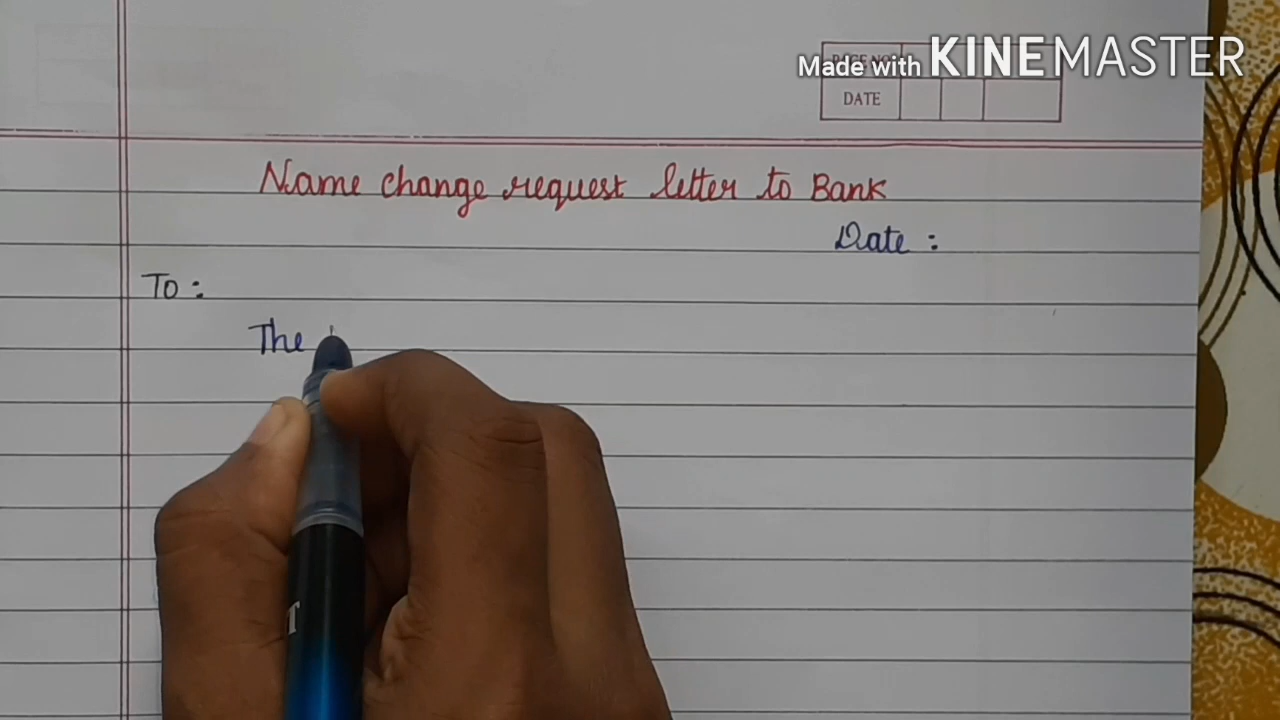 Made with KINEMASTER
DATE
Name change request letter to Bank
Date :
To :
The